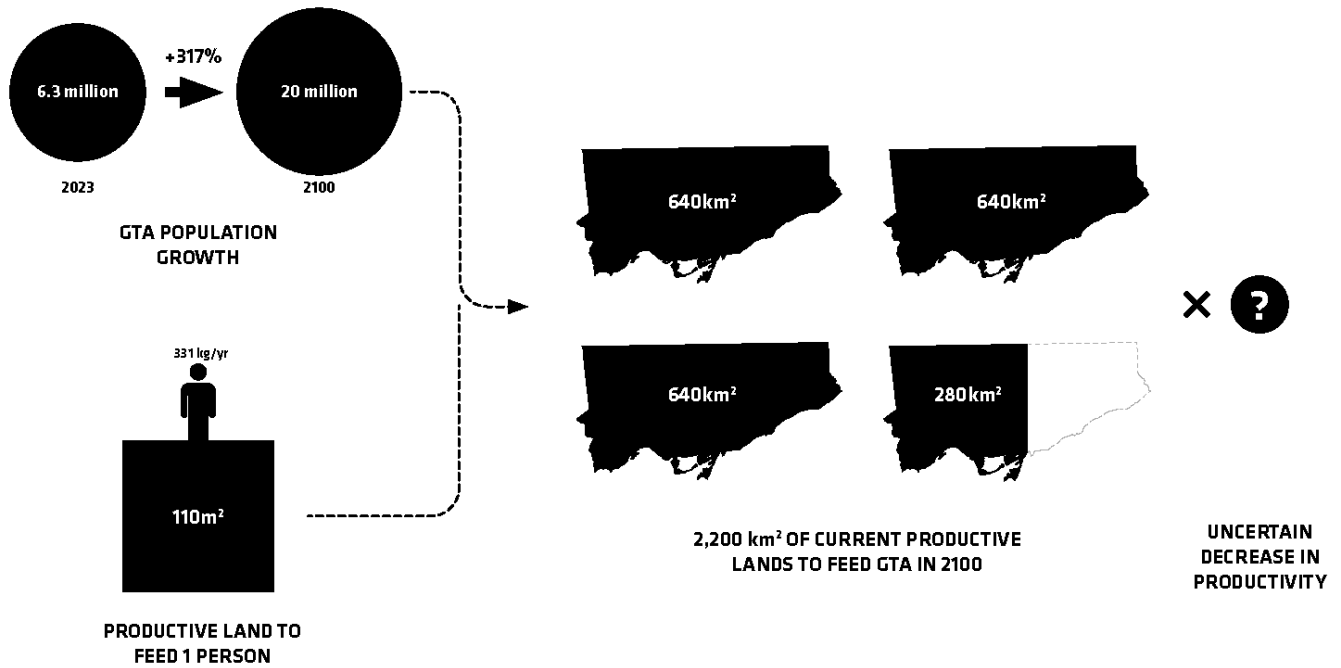 +317%
6.3 million
20 million
2023
2100
GTA POPULATION
GROWTH
331 kg/yr
110m²
PRODUCTIVE LAND TO
FEED 1 PERSON
640km²
640km²
640km²
280km²
2,200 km² OF CURRENT PRODUCTIVE
LANDS TO FEED GTA IN 2100
× ?
UNCERTAIN
DECREASE IN
PRODUCTIVITY